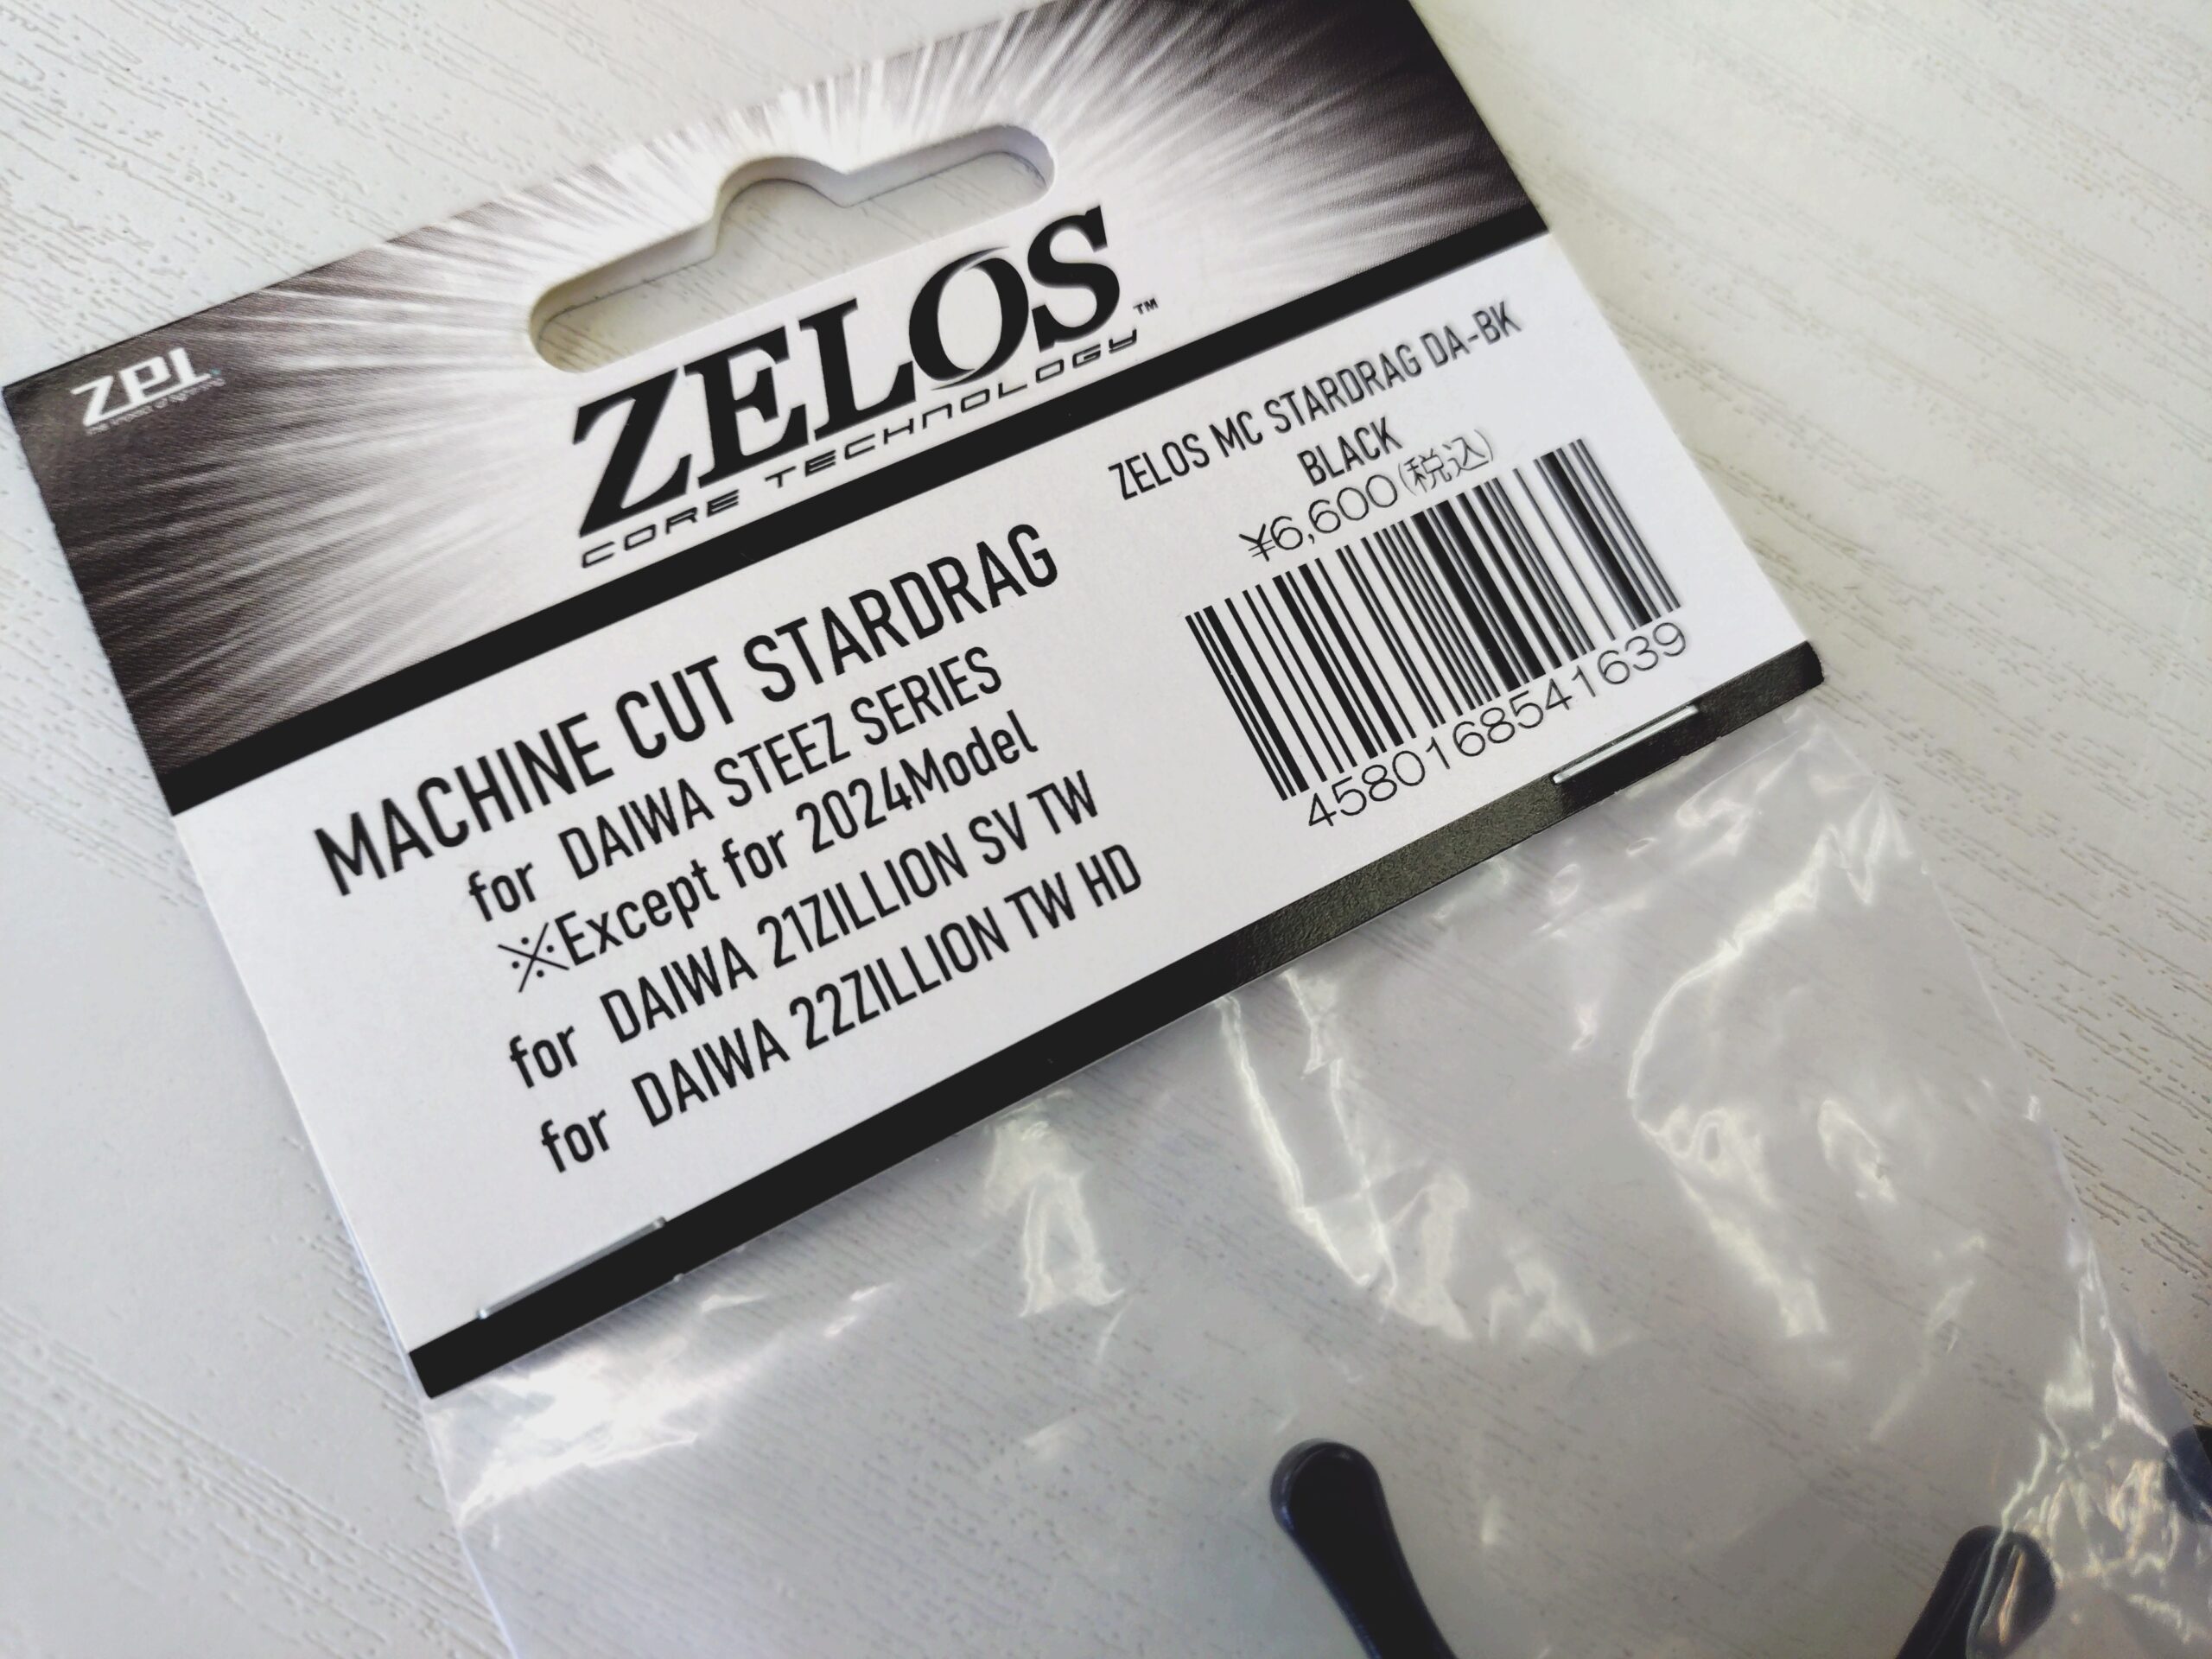 ZPI
ZELOS™
CORE TECHNOLOGY
MACHINE CUT STARDRAG
for DAIWA STEEZ SERIES
※Except for 2024Model
for DAIWA 21ZILLION SV TW
for DAIWA 22ZILLION TW HD
ZELOS MC STARDRAG DA-BK
BLACK
¥6,600(税込)
4580168541639